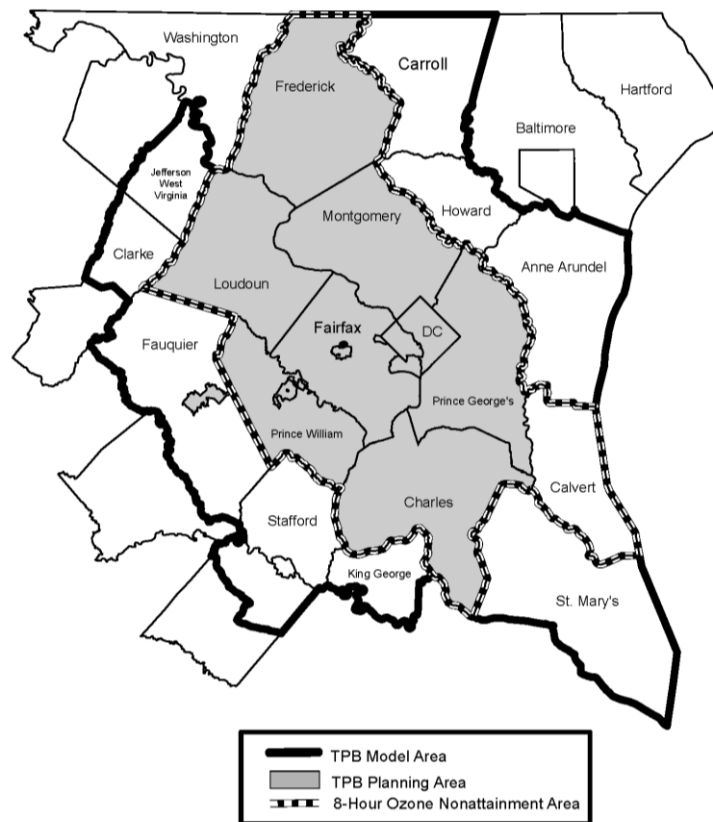 Washington
Carroll
Hartford
Frederick
Baltimore
Jefferson
West
Virginia
Montgomery
Howard
Clarke
Anne Arundel
Loudoun
Fairfax
DC
Fauquier
Prince George's
Prince William
Calvert
Charles
Stafford
King George
St. Mary's
TPB Model Area
TPB Planning Area
8-Hour Ozone Nonattainment Area